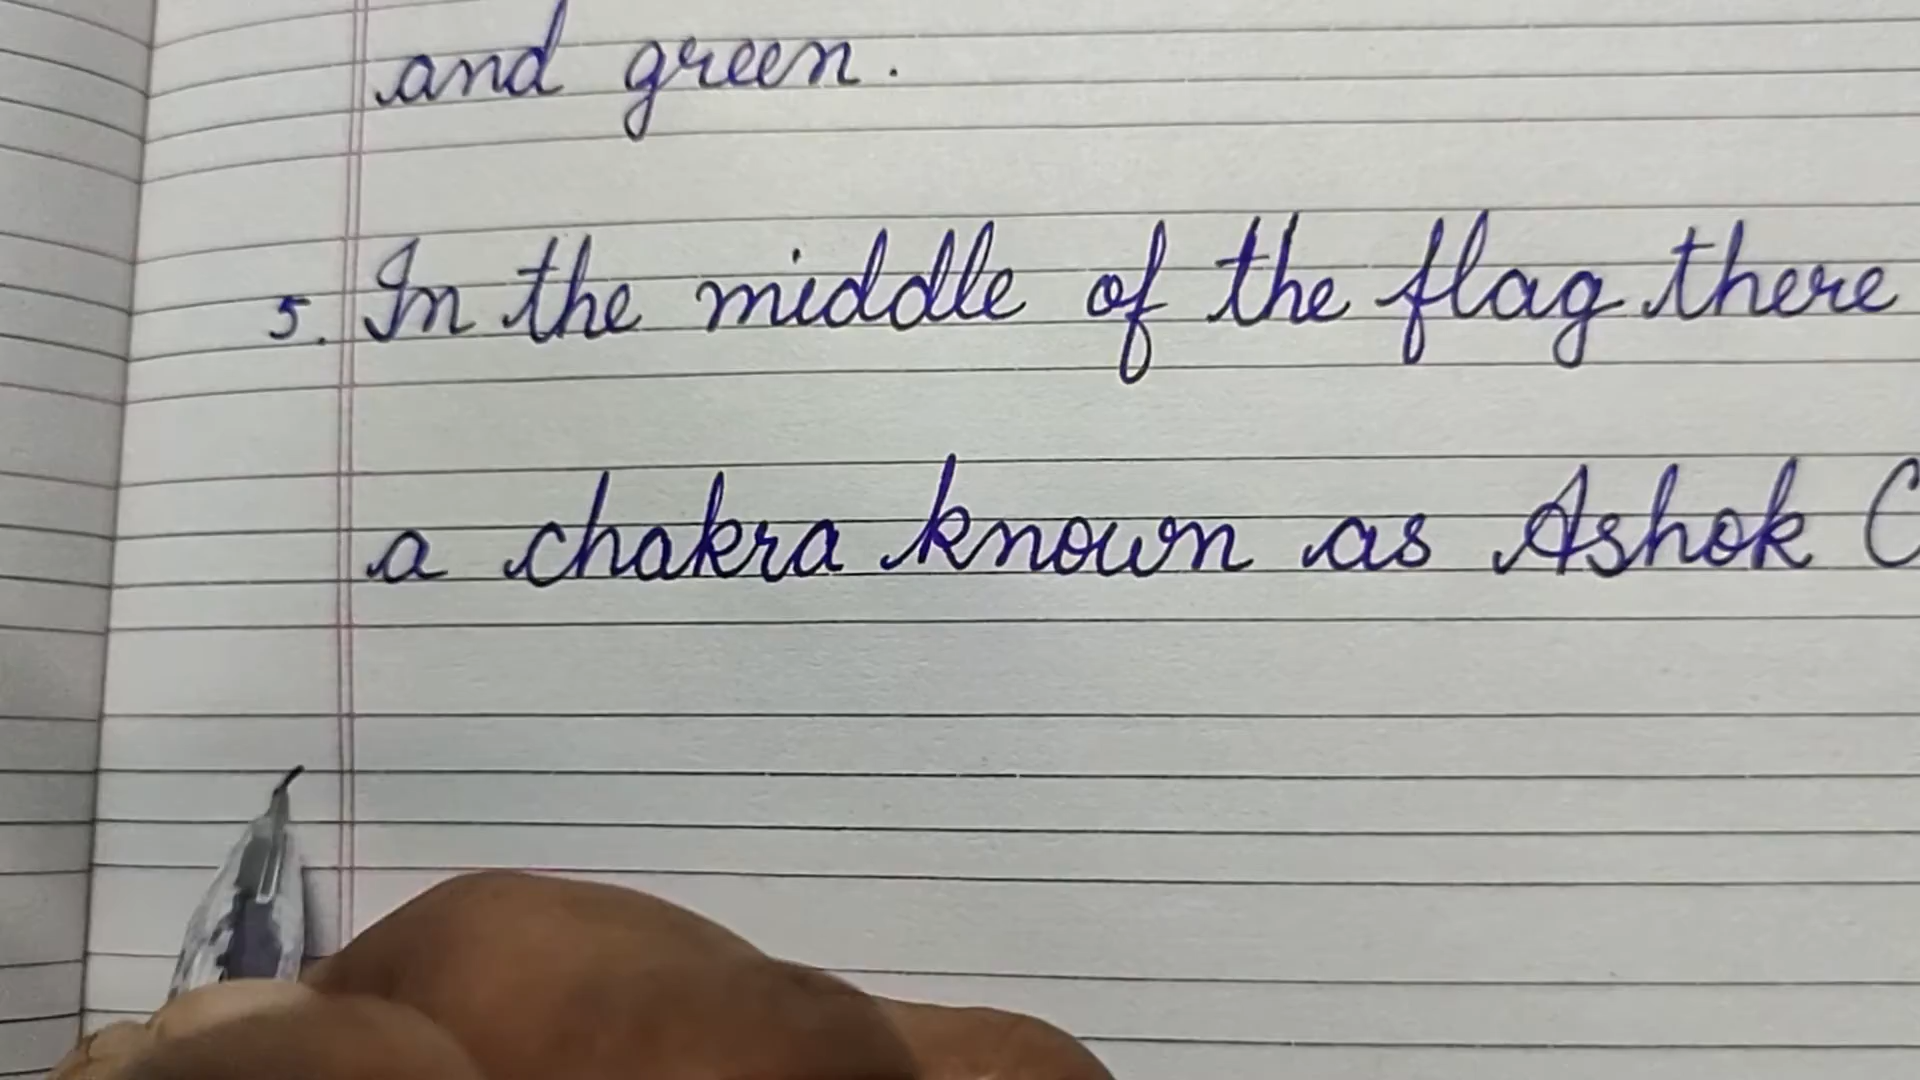 and green.
5. In the middle of the flag there
a chakra known as Ashok C